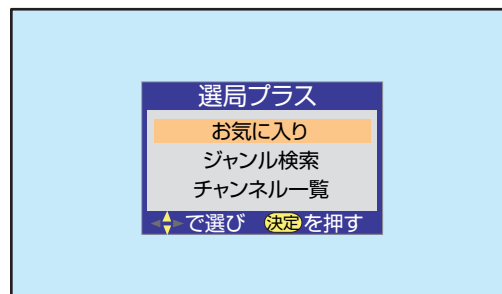 選局プラス
お気に入り
ジャンル検索
チャンネル一覧
で選び 決定を押す